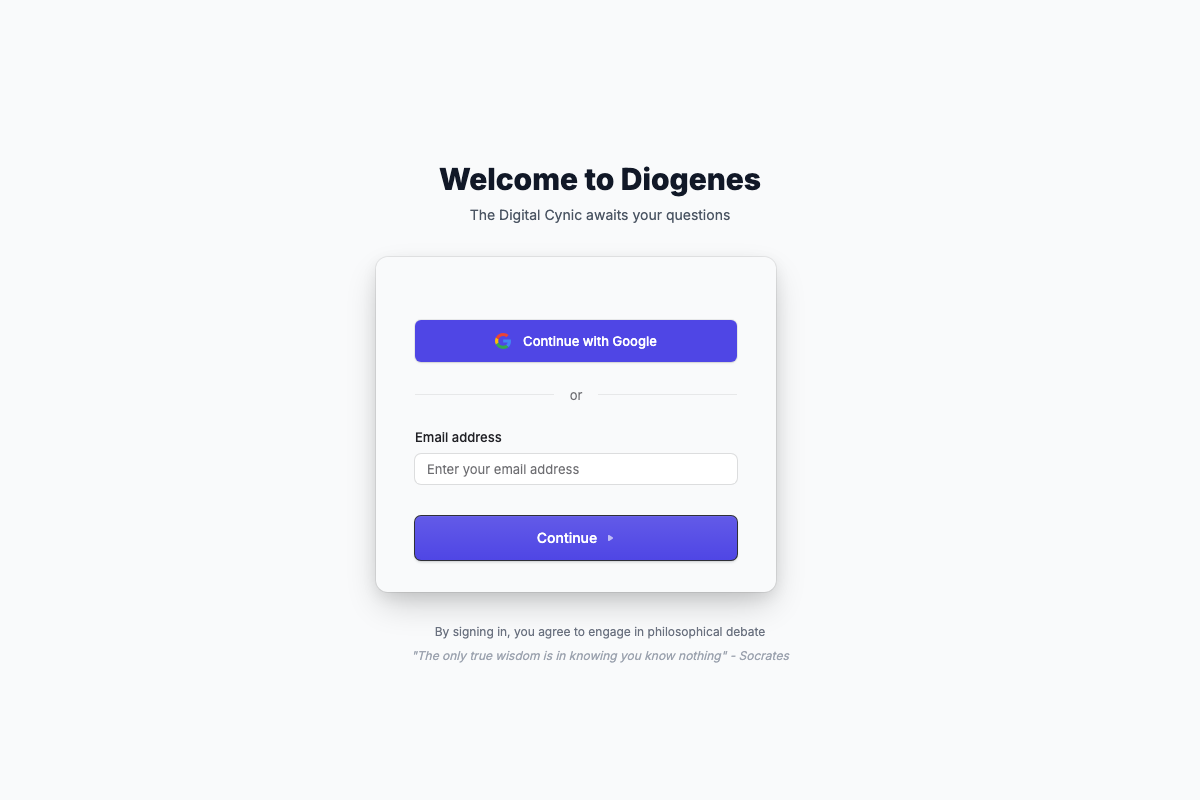 Welcome to Diogenes
The Digital Cynic awaits your questions
Continue with Google
or
Email address
Enter your email address
Continue
By signing in, you agree to engage in philosophical debate
"The only true wisdom is in knowing you know nothing" - Socrates